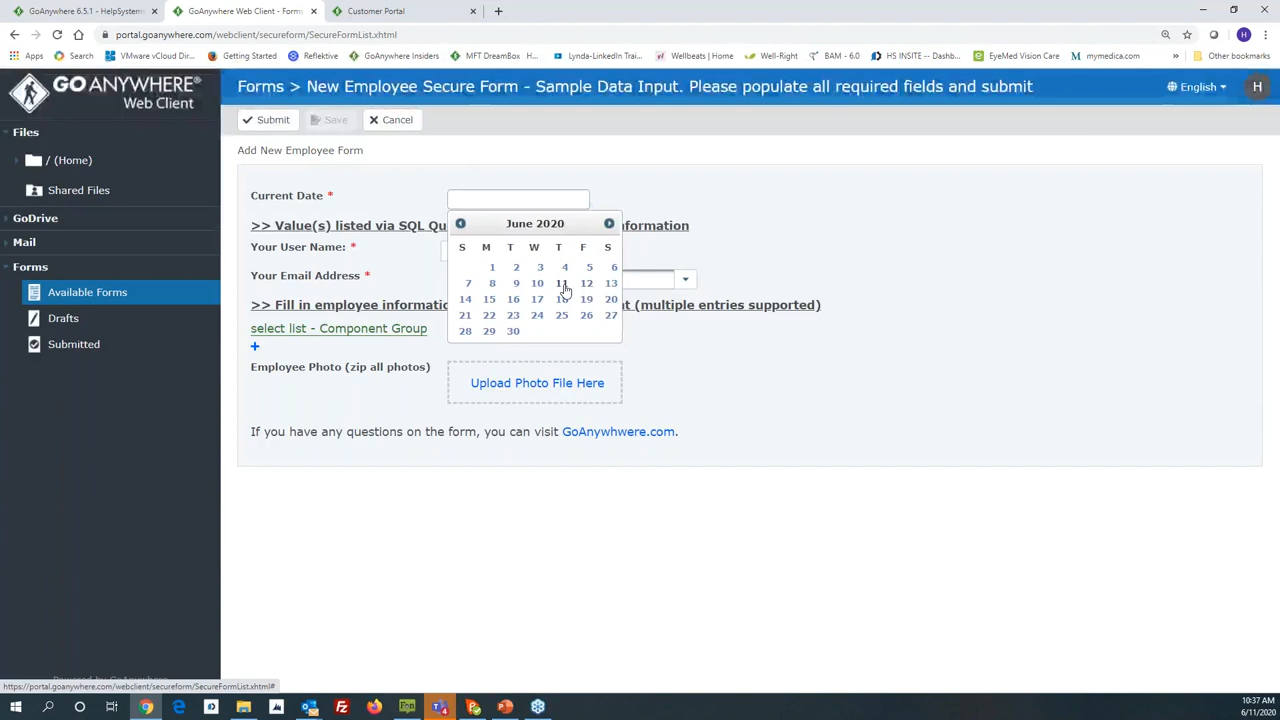 GoAnywhere 6.5.1 - HelpSystems
GoAnywhere Web Client - Forms
Customer Portal
portal.goanywhere.com/webclient/secureform/SecureFormList.xhtml
Apps
Search
VMware vCloud Dir...
Getting Started
Reflektive
GoAnywhere Insiders
MFT DreamBox H...
Lynda-LinkedIn Trai...
Wellbeats | Home
Well-Right
BAM - 6.0
HS INSITE -- Dashb...
EyeMed Vision Care
mymedica.com
Other bookmarks
GOANYWHERE®
Web Client
Forms > New Employee Secure Form - Sample Data Input. Please populate all required fields and submit
English
H
Submit
Save
Cancel
Files
/ (Home)
Shared Files
GoDrive
Mail
Forms
Available Forms
Drafts
Submitted
Add New Employee Form
Current Date *
>> Value(s) listed via SQL Qu
formation
Your User Name: *
Your Email Address *
>> Fill in employee informatio
t (multiple entries supported)
select list - Component Group
+
Employee Photo (zip all photos)
Upload Photo File Here
If you have any questions on the form, you can visit GoAnywhwere.com.
June 2020
S M T W T F S
1 2 3 4 5 6
7 8 9 10 11 12 13
14 15 16 17 18 19 20
21 22 23 24 25 26 27
28 29 30
Powered by GoAnywhere
https://portal.goanywhere.com/webclient/secureform/SecureFormList.xhtml#
10:37 AM
6/11/2020